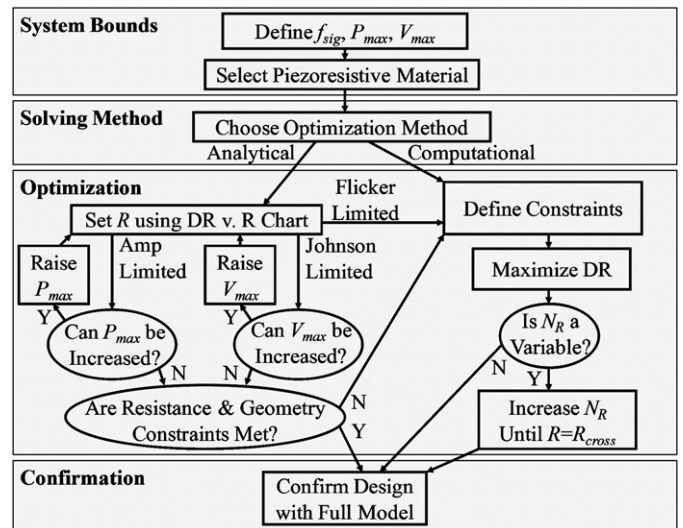 System Bounds
Define f_sig, P_max, V_max
Select Piezoresistive Material
Solving Method
Choose Optimization Method
Analytical
Computational
Optimization
Set R using DR v. R Chart
Flicker
Limited
Define Constraints
Raise
P_max
Amp
Limited
Raise
V_max
Johnson
Limited
Maximize DR
Y
Can P_max be
Increased?
N
Y
Can V_max be
Increased?
N
Is N_R a
Variable?
N
Y
Are Resistance & Geometry
Constraints Met?
N
Y
Increase N_R
Until R=R_cross
Confirmation
Confirm Design
with Full Model